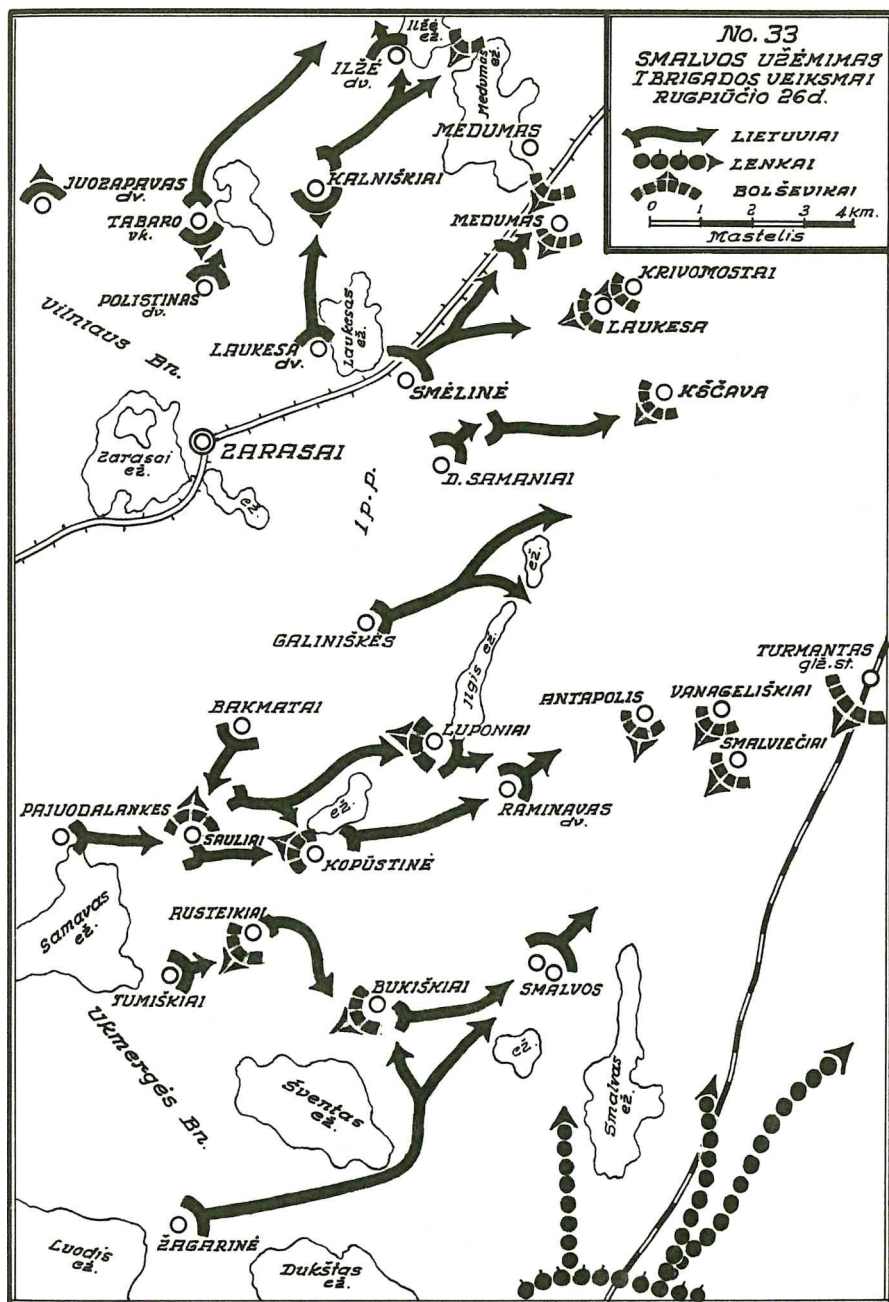 No. 33
SMALVOS UŽĖMIMAS
I BRIGADOS VEIKSMAI
RUGPIŪČIO 26d.
LIETUVIAI
LENKAI
BOLŠEVIKAI
0 1 2 3 4 km.
Mastelis
Ilžė
ež.
ILŽĖ
dv.
Medumas
ež.
MEDUMAS
JUOZAPAVAS
dv.
TABARO
vk.
KALNIŠKIAI
MEDUMAS
POLISTINAS
dv.
KRIVOMOSTAI
LAUKESA
Vilniaus Bn.
LAUKESA
dv.
Laukesas
ež.
SMĖLINĖ
KŠČAVA
Zarasai
ež.
ZARASAI
ež.
D. SAMANIAI
1 p. p.
ež.
GALINIŠKĖS
Ilgis ež.
TURMANTAS
glž. st.
BAKMATAI
LUPONIAI
ANTAPOLIS
VANAGELIŠKIAI
SMALVIEČIAI
PAJUODALANKĖS
SAULIAI
ež.
KOPŪSTINĖ
RAMINAVAS
dv.
Samavas
ež.
RUSTEIKIAI
TUMIŠKIAI
BUKIŠKIAI
SMALVOS
ež.
Smalvas
ež.
Ukmergės Bn.
Šventas
ež.
ŽAGARINĖ
Luodis
ež.
Dukštas
ež.